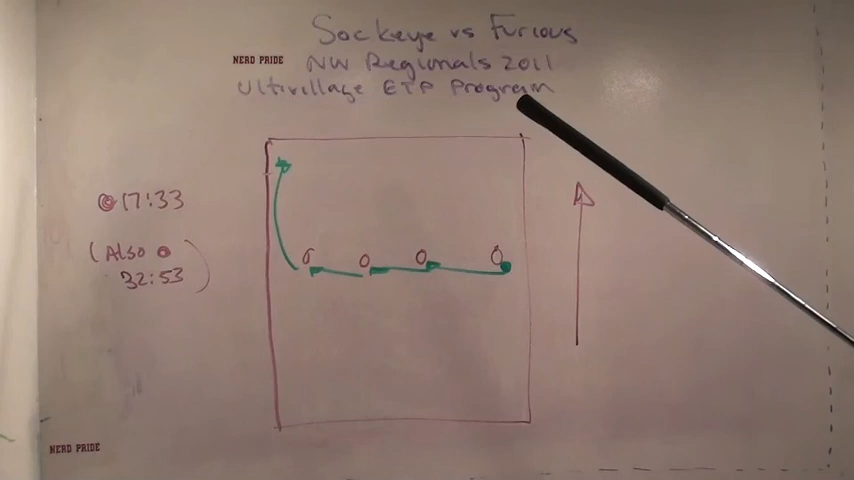 Sockeye vs Furious
NERD PRIDE
NW Regionals 2011
Ultivillage ETP Program
@17:33
(Also @
32:53)
NERD PRIDE